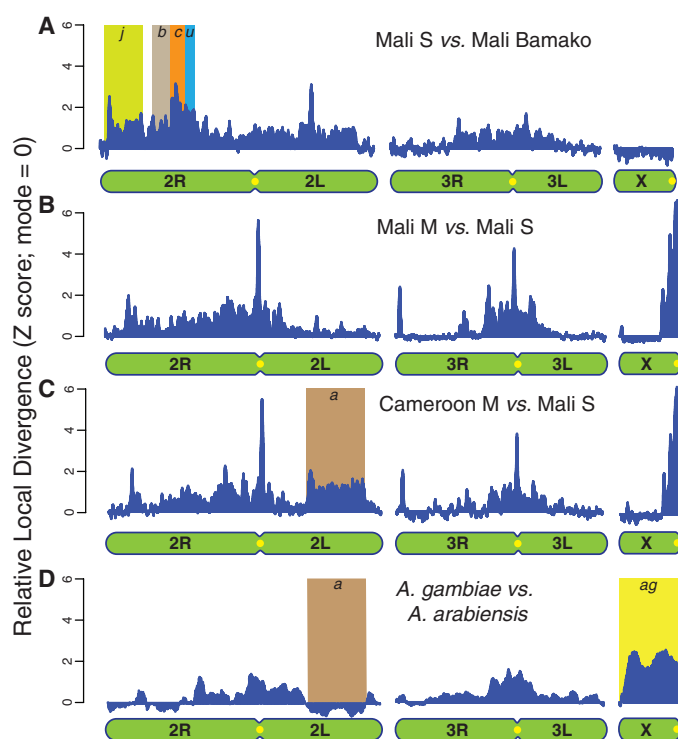 Relative Local Divergence (Z score; mode = 0)
A
6
4
2
0
j
b
c
u
Mali S vs. Mali Bamako
2R
2L
3R
3L
X
B
6
4
2
0
Mali M vs. Mali S
2R
2L
3R
3L
X
C
6
4
2
0
a
Cameroon M vs. Mali S
2R
2L
3R
3L
X
D
6
4
2
0
a
A. gambiae vs.
A. arabiensis
ag
2R
2L
3R
3L
X